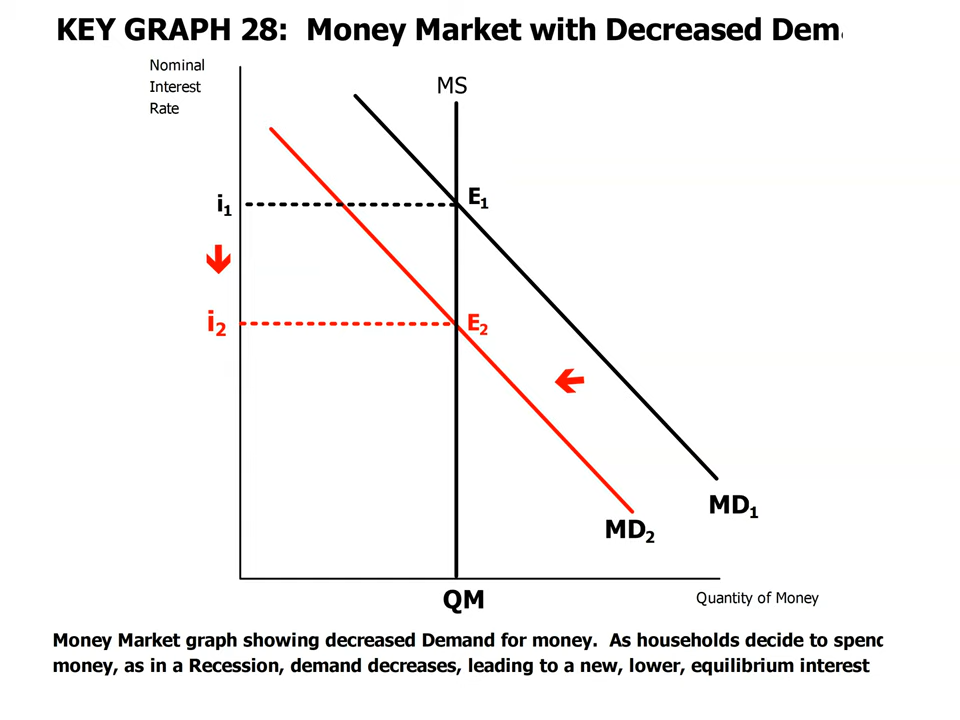 KEY GRAPH 28: Money Market with Decreased
Nominal
Interest
Rate
MS
i1
E1
i2
E2
MD1
MD2
QM
Quantity of Money
Money Market graph showing decreased Demand for money. As households decide to spend
money, as in a Recession, demand decreases, leading to a new, lower, equilibrium interest